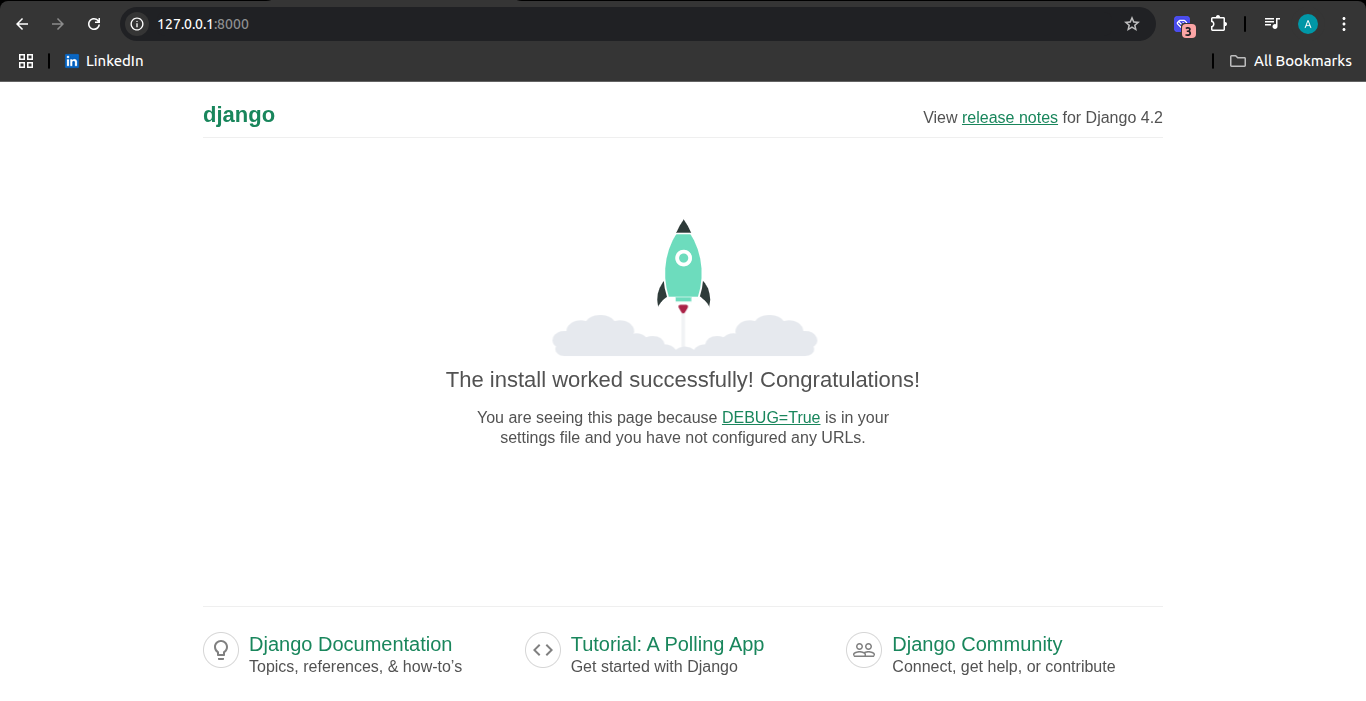 127.0.0.1:8000
3
A
LinkedIn
All Bookmarks
django
View release notes for Django 4.2
The install worked successfully! Congratulations!
You are seeing this page because DEBUG=True is in your
settings file and you have not configured any URLs.
Django Documentation
Topics, references, & how-to’s
Tutorial: A Polling App
Get started with Django
Django Community
Connect, get help, or contribute